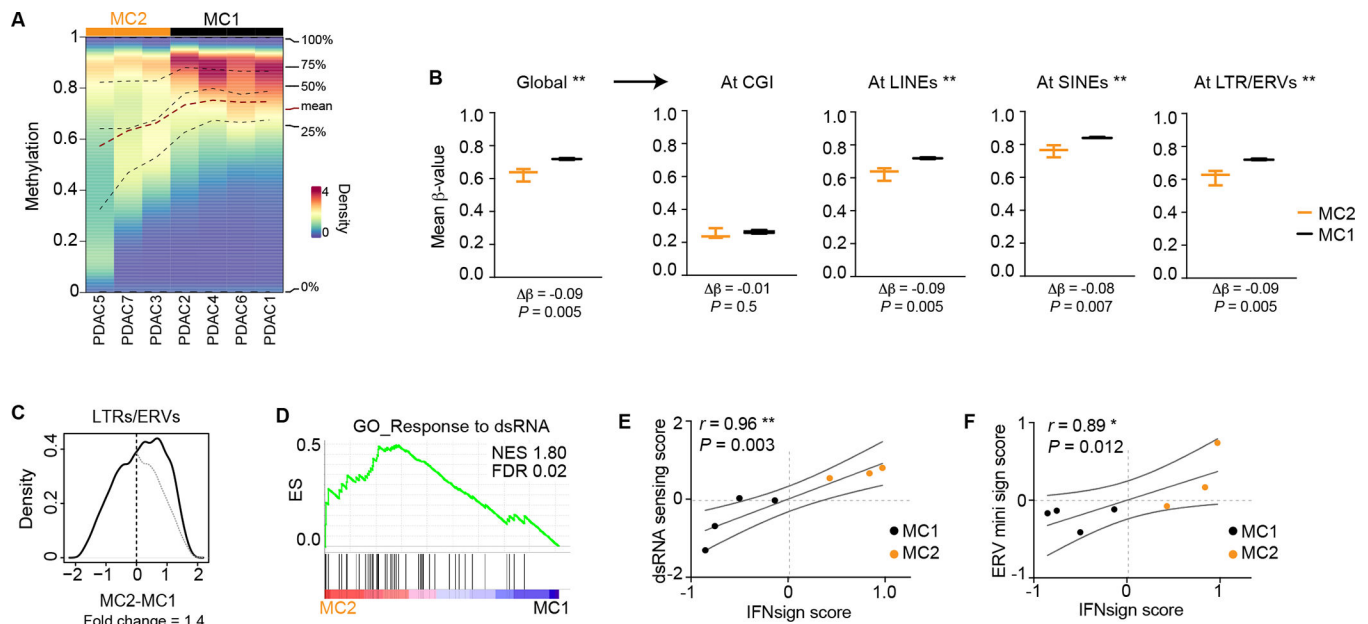 A
MC2
MC1
Methylation
1
0.8
0.6
0.4
0.2
0
100%
75%
50%
mean
25%
0%
4
0
Density
PDAC5
PDAC7
PDAC3
PDAC2
PDAC4
PDAC6
PDAC1
B
Global **
At CGI
At LINEs **
At SINEs **
At LTR/ERVs **
Mean β-value
1.0
0.8
0.6
0.4
0.2
0.0
1.0
0.8
0.6
0.4
0.2
0.0
1.0
0.8
0.6
0.4
0.2
0.0
1.0
0.8
0.6
0.4
0.2
0.0
1.0
0.8
0.6
0.4
0.2
0.0
Δβ = -0.09
P = 0.005
Δβ = -0.01
P = 0.5
Δβ = -0.09
P = 0.005
Δβ = -0.08
P = 0.007
Δβ = -0.09
P = 0.005
MC2
MC1
C
LTRs/ERVs
Density
0.4
0.2
0
-2
-1
0
1
2
MC2-MC1
Fold change = 1.4
D
GO_Response to dsRNA
NES 1.80
FDR 0.02
ES
0.5
0.0
MC2
MC1
E
r = 0.96 **
P = 0.003
dsRNA sensing score
2
0
-2
-1
0
1.0
IFNsign score
MC1
MC2
F
r = 0.89 *
P = 0.012
ERV mini sign score
1
0
-1
-1
0
1.0
IFNsign score
MC1
MC2